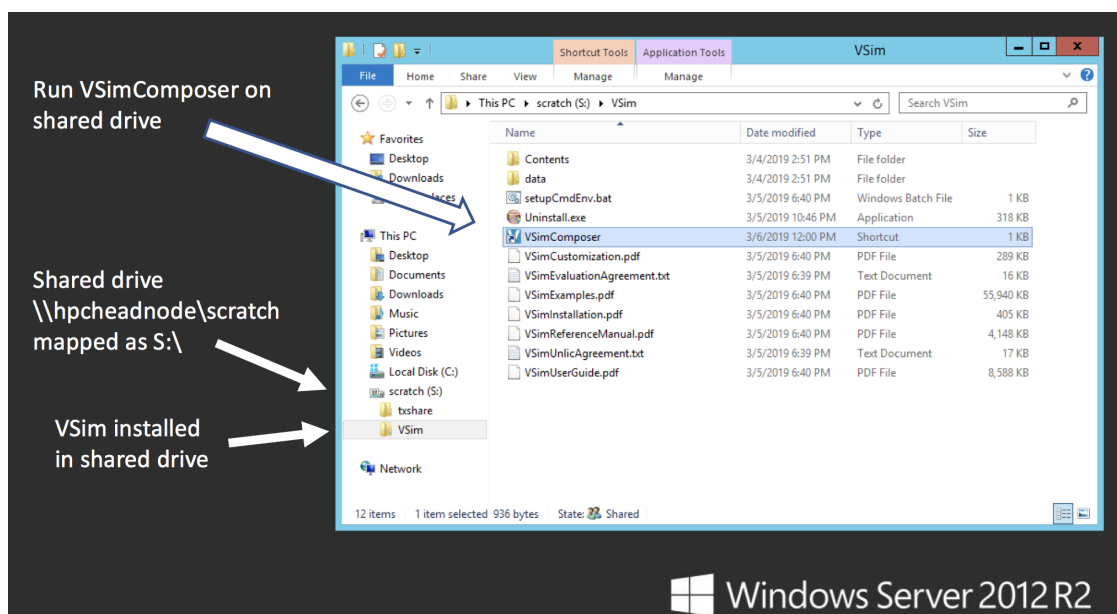 Shortcut Tools
Application Tools
VSim
File
Home
Share
View
Manage
Manage
This PC ▸ scratch (S:) ▸ VSim
Search VSim
Run VSimComposer on
shared drive
Shared drive
\\hpcheadnode\scratch
mapped as S:\
VSim installed
in shared drive
Favorites
Desktop
Downloads
This PC
Desktop
Documents
Downloads
Music
Pictures
Videos
Local Disk (C:)
scratch (S:)
txshare
VSim
Network
Name Date modified Type Size
Contents 3/4/2019 2:51 PM File folder
data 3/4/2019 2:51 PM File folder
setupCmdEnv.bat 3/5/2019 6:40 PM Windows Batch File 1 KB
Uninstall.exe 3/5/2019 10:46 PM Application 318 KB
VSimComposer 3/6/2019 12:00 PM Shortcut 1 KB
VSimCustomization.pdf 3/5/2019 6:40 PM PDF File 289 KB
VSimEvaluationAgreement.txt 3/5/2019 6:39 PM Text Document 16 KB
VSimExamples.pdf 3/5/2019 6:40 PM PDF File 55,940 KB
VSimInstallation.pdf 3/5/2019 6:40 PM PDF File 405 KB
VSimReferenceManual.pdf 3/5/2019 6:40 PM PDF File 4,148 KB
VSimUnlicAgreement.txt 3/5/2019 6:39 PM Text Document 17 KB
VSimUserGuide.pdf 3/5/2019 6:40 PM PDF File 8,588 KB
12 items 1 item selected 936 bytes State: Shared
Windows Server 2012 R2